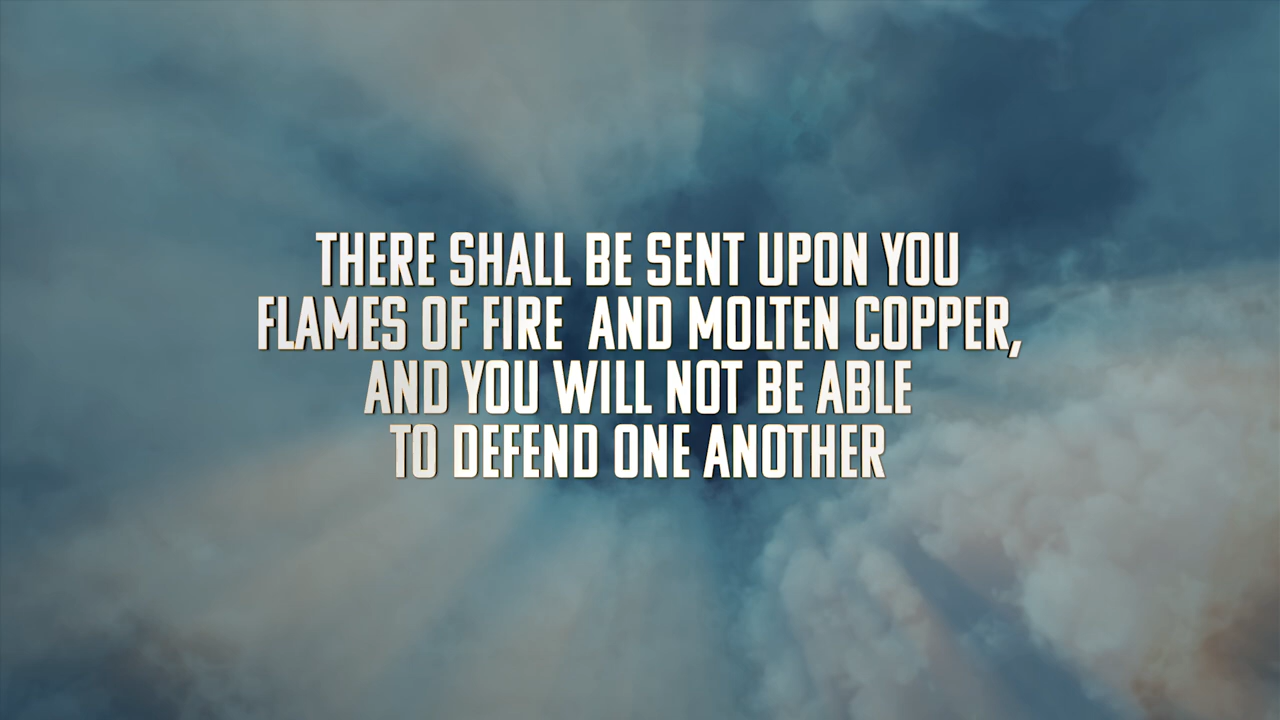 THERE SHALL BE SENT UPON YOU
FLAMES OF FIRE  AND MOLTEN COPPER,
AND YOU WILL NOT BE ABLE
TO DEFEND ONE ANOTHER